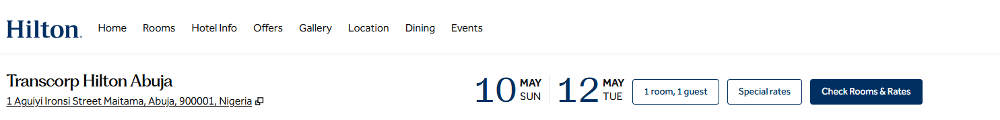 Hilton Home Rooms Hotel Info Offers Gallery Location Dining Events
Transcorp Hilton Abuja
1 Aguiyi Ironsi Street Maitama, Abuja, 900001, Nigeria
10 MAY SUN
12 MAY TUE
1 room, 1 guest
Special rates
Check Rooms & Rates